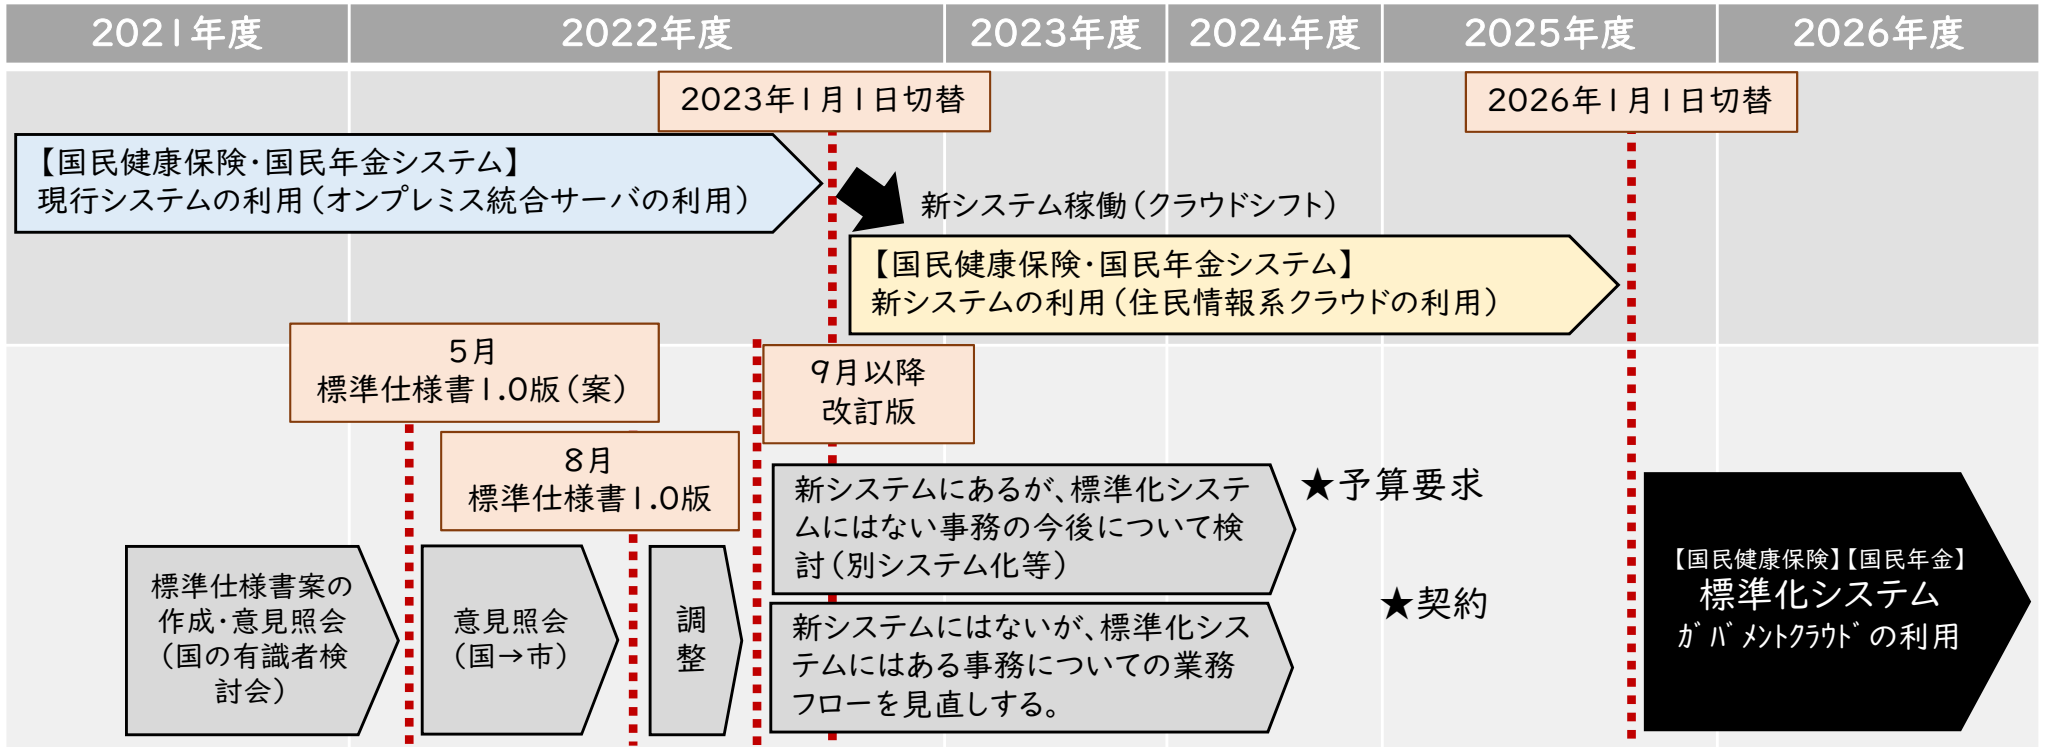 2021年度
2022年度
2023年度
2024年度
2025年度
2026年度
2023年1月1日切替
2026年1月1日切替
【国民健康保険・国民年金システム】
現行システムの利用（オンプレミス統合サーバの利用）
新システム稼働（クラウドシフト）
【国民健康保険・国民年金システム】
新システムの利用（住民情報系クラウドの利用）
5月
標準仕様書1.0版（案）
9月以降
改訂版
8月
標準仕様書1.0版
新システムにあるが、標準化システ
ムにはない事務の今後について検
討（別システム化等）
★予算要求
標準仕様書案の
作成・意見照会
（国の有識者検
討会）
意見照会
（国→市）
調
整
新システムにはないが、標準化シス
テムにはある事務についての業務
フローを見直しする。
★契約
【国民健康保険】【国民年金】
標準化システム
ｶﾞﾊﾞﾒﾝﾄｸﾗｳﾄﾞの利用